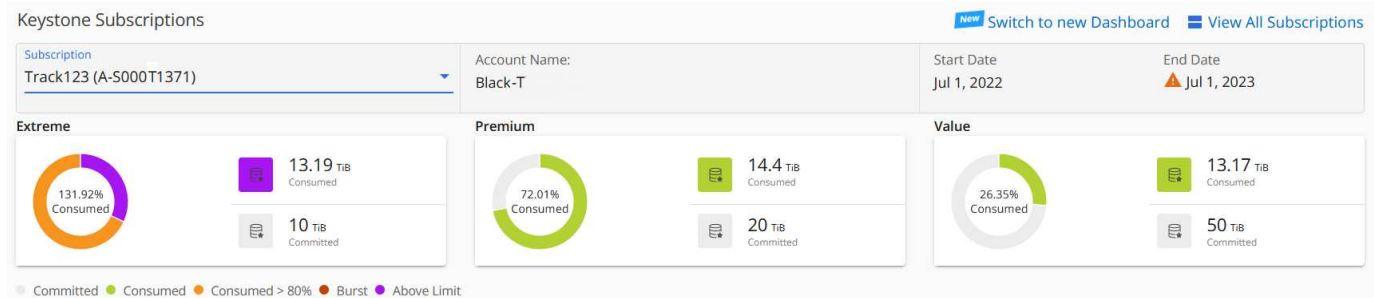 Keystone Subscriptions
New Switch to new Dashboard View All Subscriptions
Subscription
Track123 (A-S000T1371)
Account Name:
Black-T
Start Date
Jul 1, 2022
End Date
Jul 1, 2023
Extreme
131.92%
Consumed
13.19 TiB
Consumed
10 TiB
Committed
Premium
72.01%
Consumed
14.4 TiB
Consumed
20 TiB
Committed
Value
26.35%
Consumed
13.17 TiB
Consumed
50 TiB
Committed
Committed Consumed Consumed > 80% Burst Above Limit